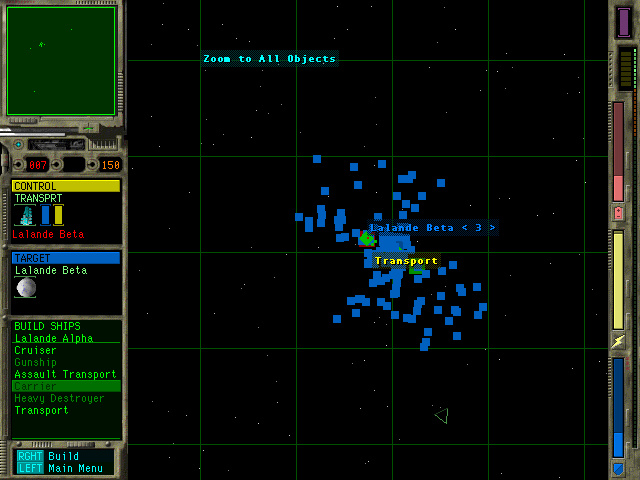 Zoom to All Objects
007
150
CONTROL
TRANSPRT
Lalande Beta
Lalande Beta < 3 >
TARGET
Lalande Beta
Transport
BUILD SHIPS
Lalande Alpha
Cruiser
Gunship
Assault Transport
Carrier
Heavy Destroyer
Transport
RGHT Build
LEFT Main Menu